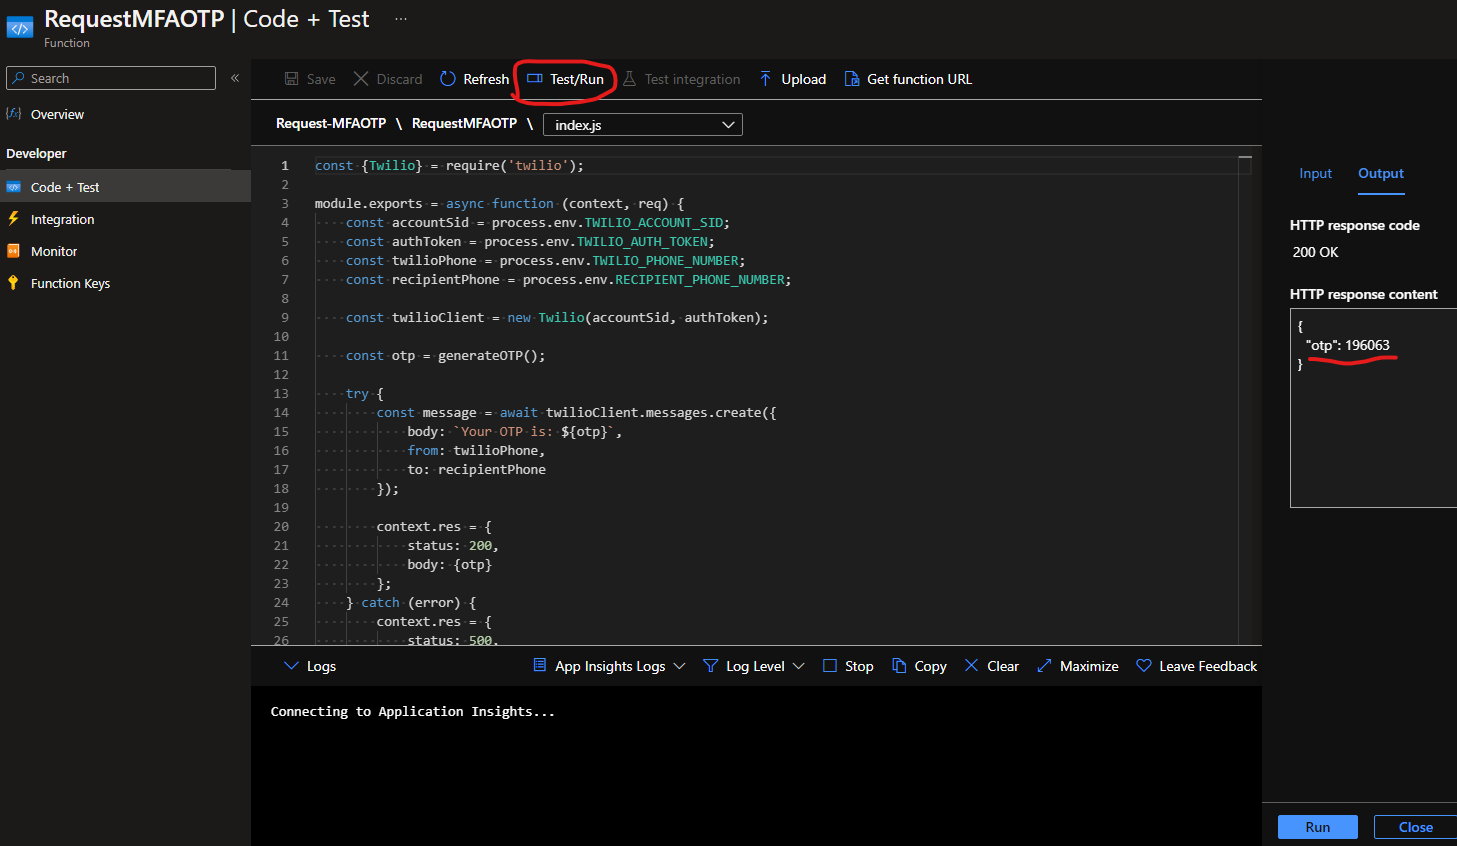 RequestMFAOTP | Code + Test ...
Function
Search «
Overview
Developer
Code + Test
Integration
Monitor
Function Keys
Save Discard Refresh Test/Run Test integration Upload Get function URL
Request-MFAOTP \ RequestMFAOTP \ index.js
1 const {Twilio} = require('twilio');
2
3 module.exports = async function (context, req) {
4 const accountSid = process.env.TWILIO_ACCOUNT_SID;
5 const authToken = process.env.TWILIO_AUTH_TOKEN;
6 const twilioPhone = process.env.TWILIO_PHONE_NUMBER;
7 const recipientPhone = process.env.RECIPIENT_PHONE_NUMBER;
8
9 const twilioClient = new Twilio(accountSid, authToken);
10
11 const otp = generateOTP();
12
13 try {
14 const message = await twilioClient.messages.create({
15 body: `Your OTP is: ${otp}`,
16 from: twilioPhone,
17 to: recipientPhone
18 });
19
20 context.res = {
21 status: 200,
22 body: {otp}
23 };
24 } catch (error) {
25 context.res = {
26 status: 500,
Logs App Insights Logs Log Level Stop Copy Clear Maximize Leave Feedback
Connecting to Application Insights...
Input Output
HTTP response code
200 OK
HTTP response content
{
"otp": 196063
}
Run Close